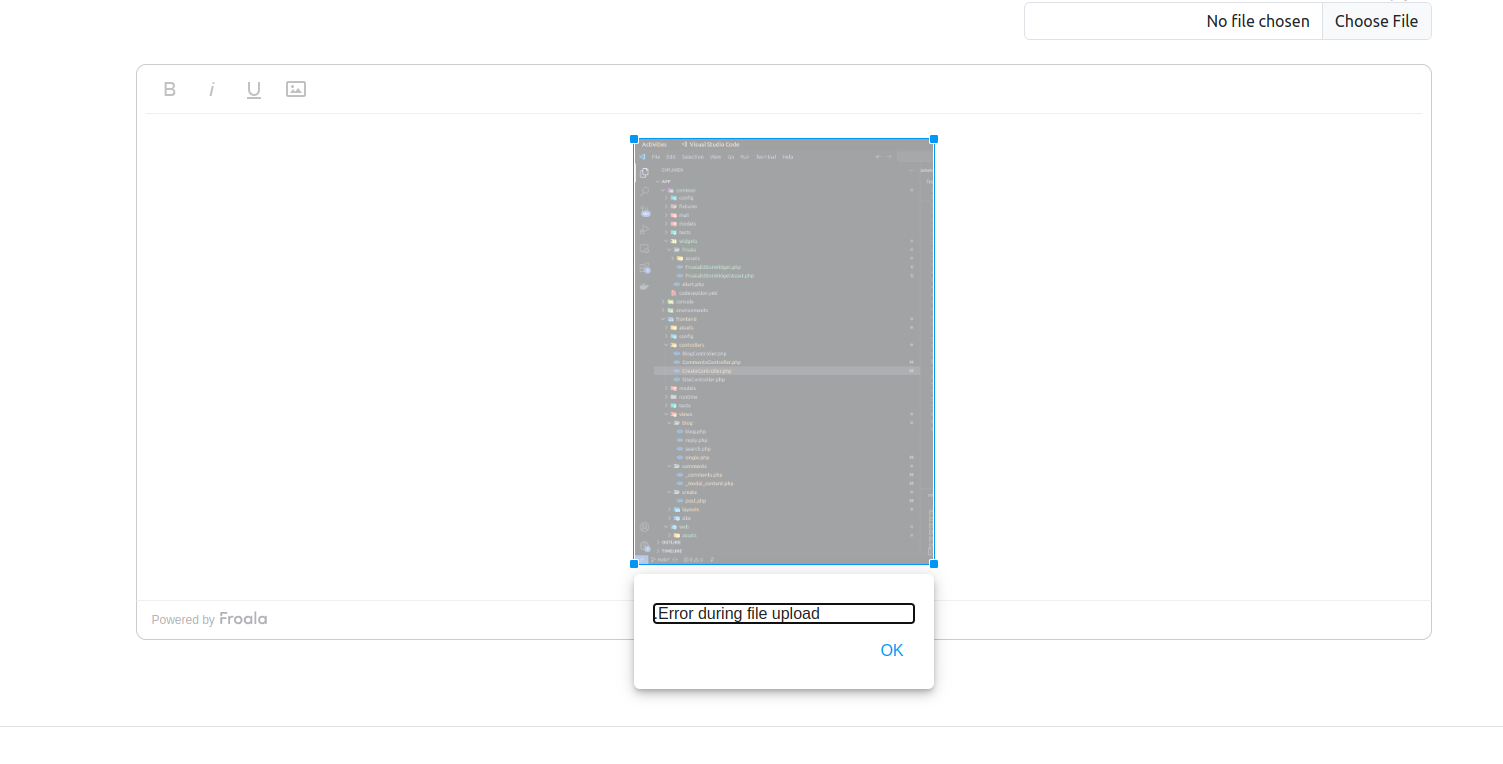 No file chosen Choose File
B i U
Activities Visual Studio Code
File Edit Selection View Go Run Terminal Help
EXPLORER
APP
common
config
fixtures
mail
models
tests
widgets
Froala
assets
Alert.php
codeception.yml
console
environments
frontend
assets
config
controllers
BlogController.php
CommentsController.php
CreateController.php
SiteController.php
models
runtime
tests
views
blog
blog.php
reply.php
search.php
single.php
comments
_comments.php
_modal_content.php
create
post.php
layouts
site
web
assets
OUTLINE
TIMELINE
Powered by Froala
.Error during file upload
OK